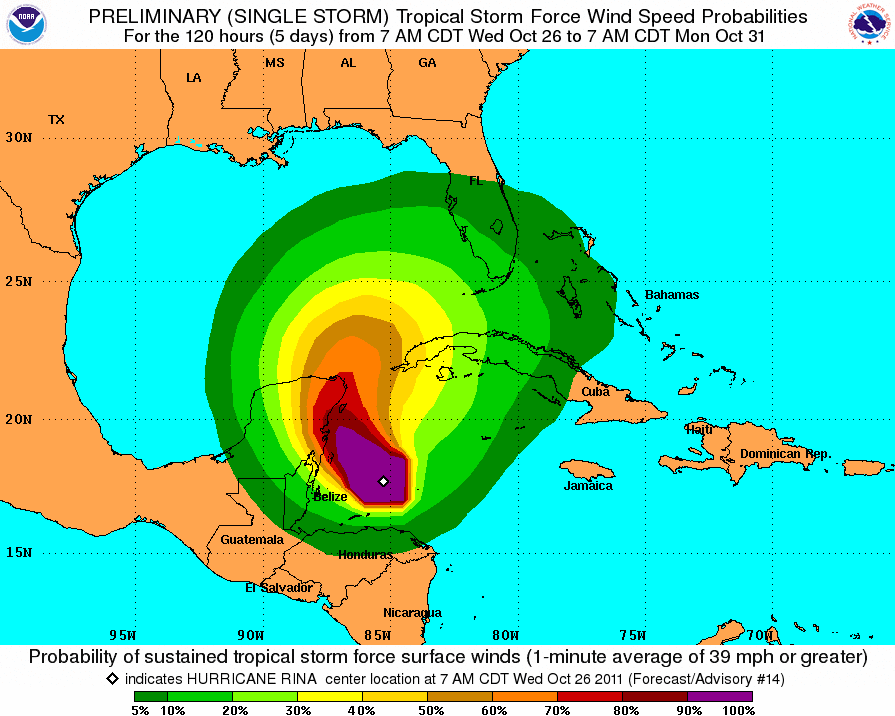 PRELIMINARY (SINGLE STORM) Tropical Storm Force Wind Speed Probabilities
For the 120 hours (5 days) from 7 AM CDT Wed Oct 26 to 7 AM CDT Mon Oct 31
NOAA
LA
MS
AL
GA
TX
30N
FL
25N
Bahamas
Cuba
20N
Haiti
Dominican Rep.
Jamaica
Belize
Guatemala
15N
Honduras
El Salvador
Nicaragua
95W 90W 85W 80W 75W 70W
Probability of sustained tropical storm force surface winds (1-minute average of 39 mph or greater)
indicates HURRICANE RINA center location at 7 AM CDT Wed Oct 26 2011 (Forecast/Advisory #14)
5% 10% 20% 30% 40% 50% 60% 70% 80% 90% 100%